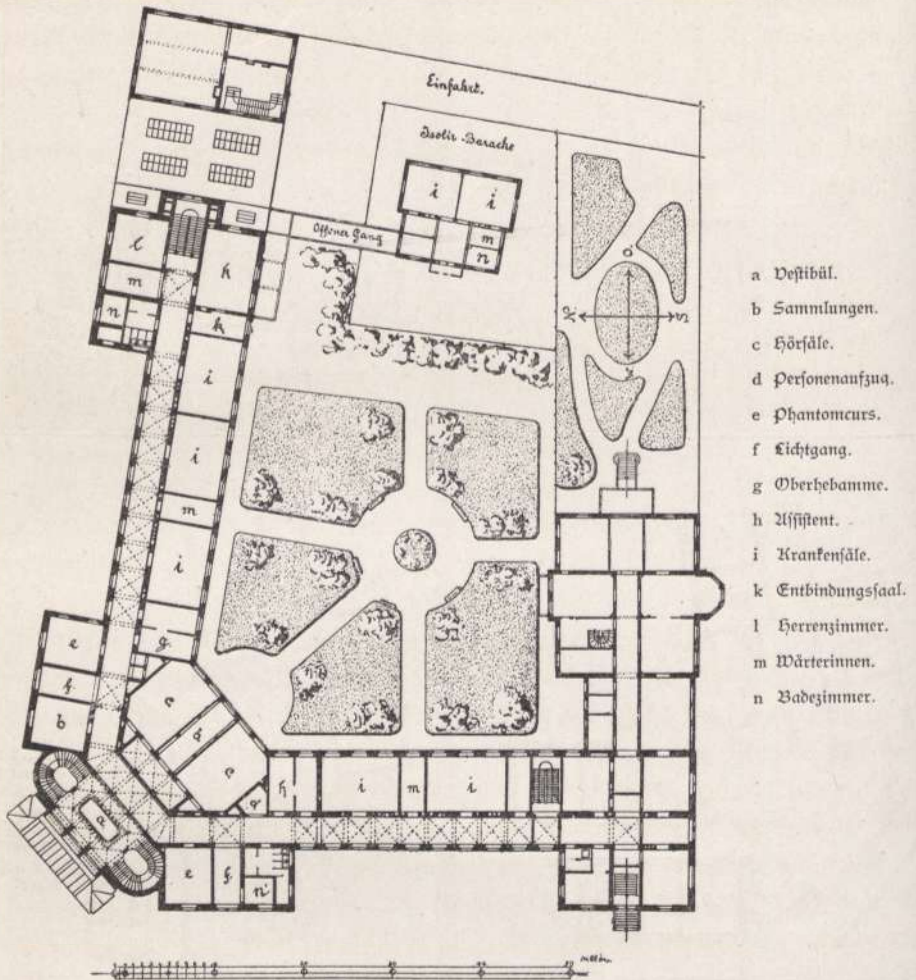 Einfahrt.
Isolir-Baracke
i
i
Offener Gang
m
n
l
h
m
n
k
i
i
m
i
g.
e
f.
b
c
d
c
d
a
h
i
m
i
e
f.
n
a Vestibül.
b Sammlungen.
c Hörsäle.
d Personenaufzug.
e Phantomcurs.
f Lichtgang.
g Oberhebamme.
h Assistent.
i Krankensäle.
k Entbindungssaal.
l Herrenzimmer.
m Wärterinnen.
n Badezimmer.